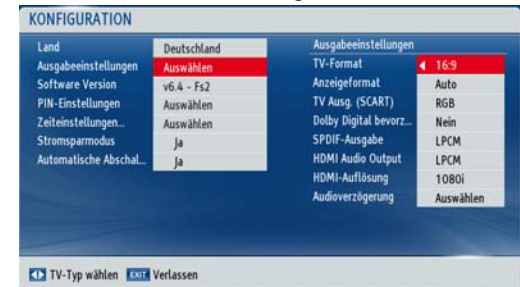 KONFIGURATION
Land Deutschland
Ausgabeeinstellungen Auswählen
Software Version v6.4 - Fs2
PIN-Einstellungen Auswählen
Zeiteinstellungen... Auswählen
Stromsparmodus Ja
Automatische Abschal... Ja
Ausgabeeinstellungen
TV-Format 16:9
Anzeigeformat Auto
TV Ausg. (SCART) RGB
Dolby Digital bevorz... Nein
SPDIF-Ausgabe LPCM
HDMI Audio Output LPCM
HDMI-Auflösung 1080i
Audioverzögerung Auswählen
TV-Typ wählen EXIT Verlassen